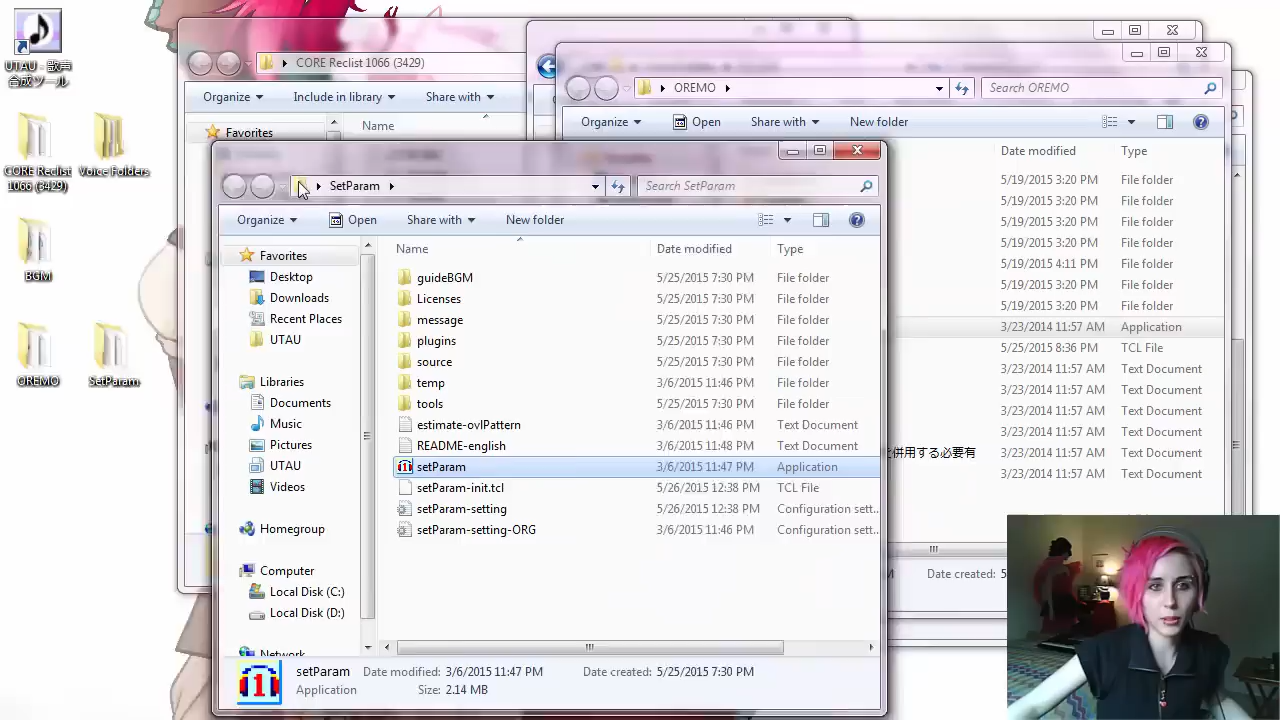 UTAU - 歌声
合成ツール
CORE Reclist
1066 (3429)
Voice Folders
BGM
OREMO
SetParam
CORE Reclist 1066 (3429)
Organize
Include in library
Share with
Favorites
Name
OREMO
Search OREMO
Organize
Open
Share with
New folder
Date modified
Type
5/19/2015 3:20 PM
File folder
5/19/2015 3:20 PM
File folder
5/19/2015 3:20 PM
File folder
5/19/2015 3:20 PM
File folder
5/19/2015 4:11 PM
File folder
5/19/2015 3:20 PM
File folder
5/19/2015 3:20 PM
File folder
3/23/2014 11:57 AM
Application
5/25/2015 8:36 PM
TCL File
3/23/2014 11:57 AM
Text Document
3/23/2014 11:57 AM
Text Document
3/23/2014 11:57 AM
Text Document
3/23/2014 11:57 AM
Text Document
を併用する必要有
3/23/2014 11:57 AM
Text Document
3/23/2014 11:57 AM
Text Document
Date created:
SetParam
Search SetParam
Organize
Open
Share with
New folder
Favorites
Desktop
Downloads
Recent Places
UTAU
Libraries
Documents
Music
Pictures
UTAU
Videos
Homegroup
Computer
Local Disk (C:)
Local Disk (D:)
Network
Name
Date modified
Type
guideBGM
5/25/2015 7:30 PM
File folder
Licenses
5/25/2015 7:30 PM
File folder
message
5/25/2015 7:30 PM
File folder
plugins
5/25/2015 7:30 PM
File folder
source
5/25/2015 7:30 PM
File folder
temp
3/6/2015 11:46 PM
File folder
tools
5/25/2015 7:30 PM
File folder
estimate-ovlPattern
3/6/2015 11:46 PM
Text Document
README-english
3/6/2015 11:48 PM
Text Document
setParam
3/6/2015 11:47 PM
Application
setParam-init.tcl
5/26/2015 12:38 PM
TCL File
setParam-setting
5/26/2015 12:38 PM
Configuration sett...
setParam-setting-ORG
3/6/2015 11:46 PM
Configuration sett...
1
setParam
Date modified: 3/6/2015 11:47 PM
Date created: 5/25/2015 7:30 PM
Application
Size: 2.14 MB